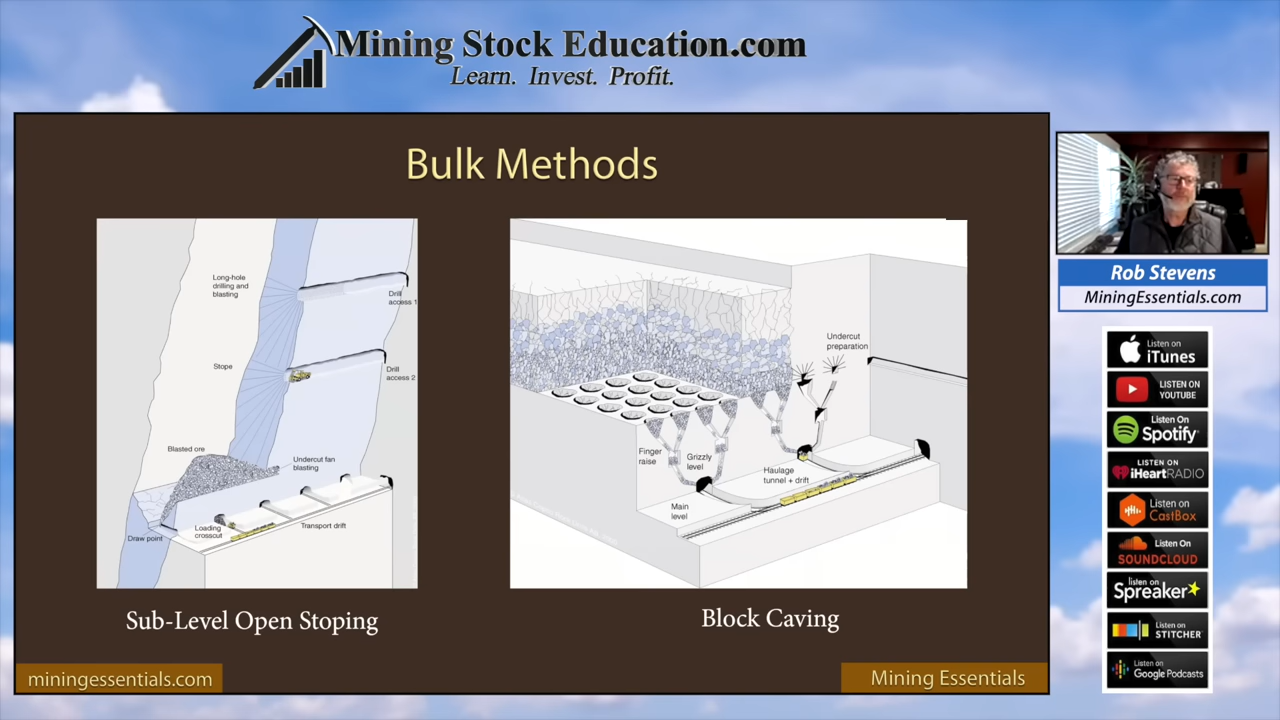 Mining Stock Education.com
Learn. Invest. Profit.
Bulk Methods
Long-hole
drilling and
blasting
Drill
access 1
Stope
Drill
access 2
Blasted ore
Undercut fan
blasting
Loading
crosscut
Transport drift
Draw point
Sub-Level Open Stoping
Undercut
preparation
Finger
raise
Grizzly
level
Haulage
tunnel + drift
Main
level
Block Caving
miningessentials.com
Mining Essentials
Rob Stevens
MiningEssentials.com
Listen on
iTunes
LISTEN ON
YOUTUBE
Listen On
Spotify
LISTEN ON
iHeartRADIO
Listen on
CastBox
Listen On
SOUNDCLOUD
listen on
Spreaker
Listen on
STITCHER
Listen on
Google Podcasts